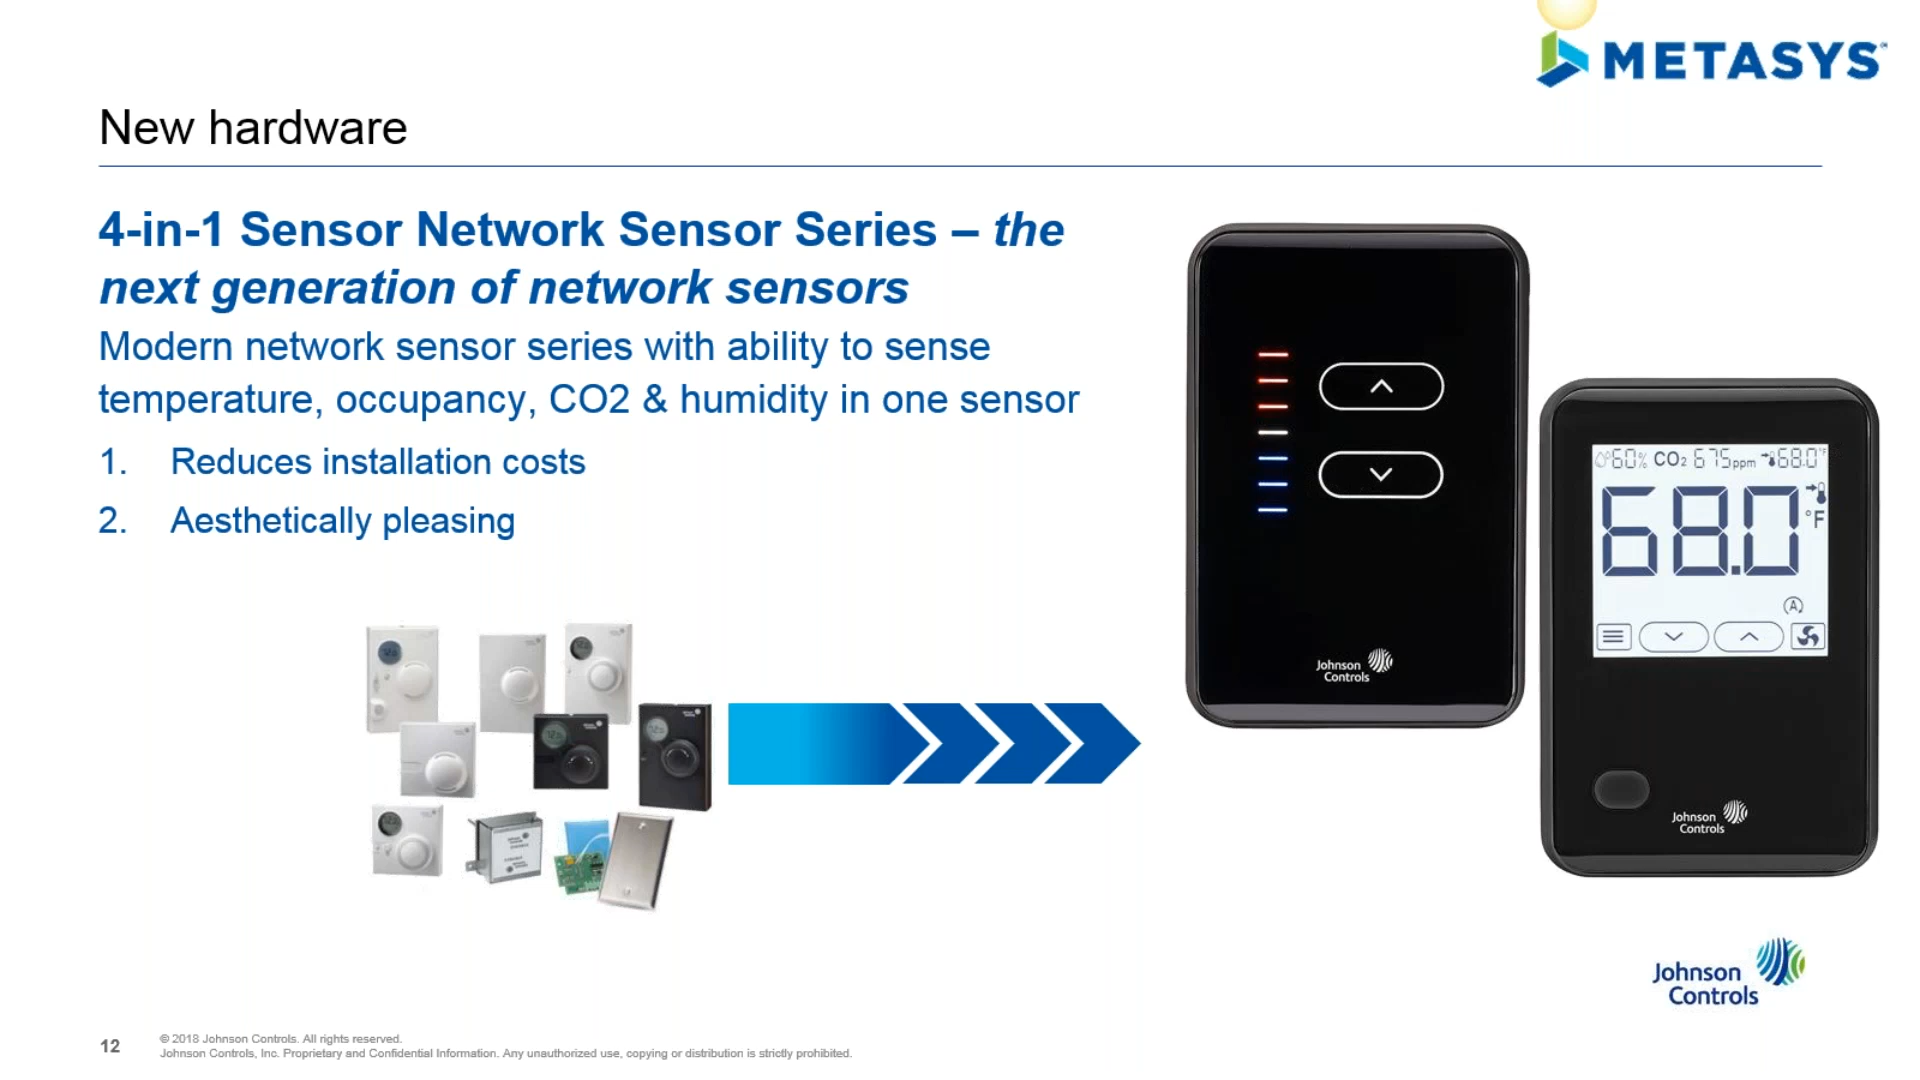 METASYS
New hardware
4-in-1 Sensor Network Sensor Series – the
next generation of network sensors
Modern network sensor series with ability to sense
temperature, occupancy, CO2 & humidity in one sensor
1. Reduces installation costs
2. Aesthetically pleasing
Johnson
Controls
60% CO2 675ppm 68.0°F
68.0 °F
A
Johnson
Controls
Johnson
Controls
12
© 2018 Johnson Controls. All rights reserved.
Johnson Controls, Inc. Proprietary and Confidential Information. Any unauthorized use, copying or distribution is strictly prohibited.